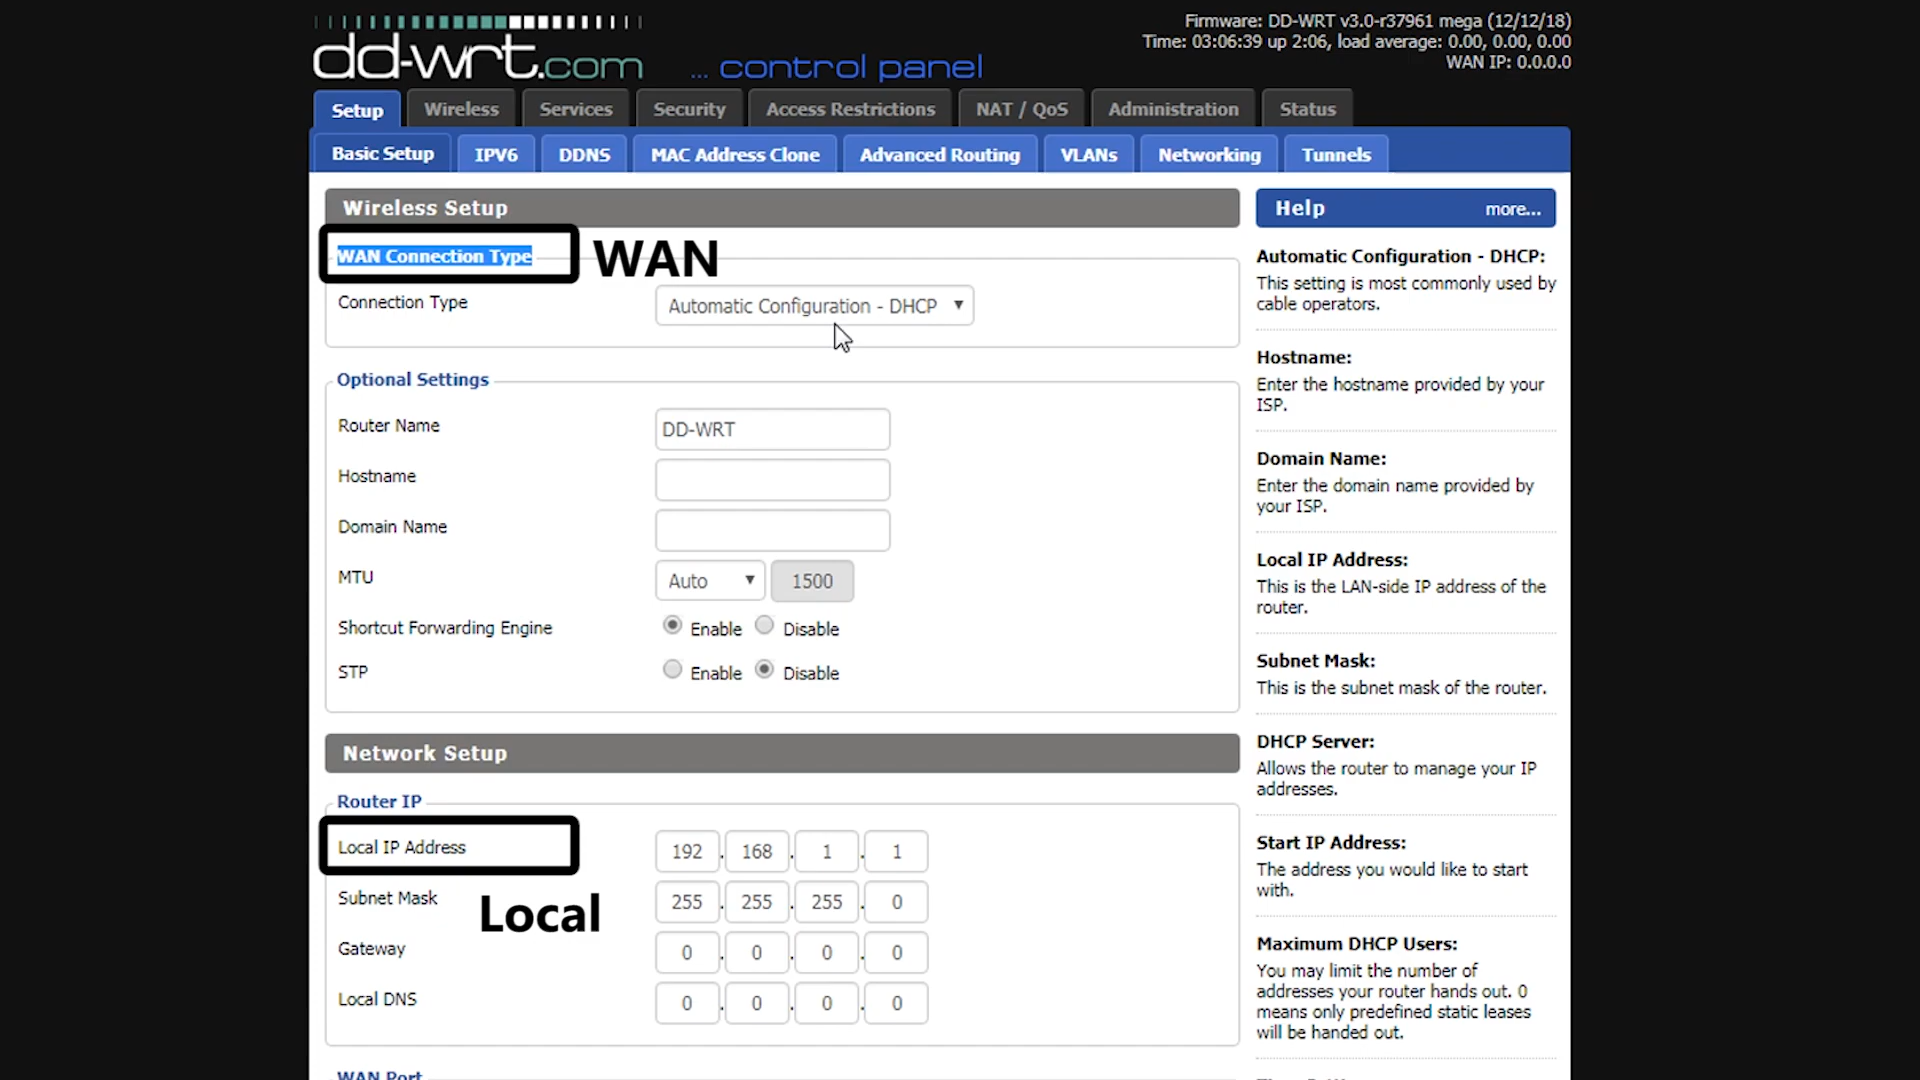 dd-wrt.com ... control panel
Firmware: DD-WRT v3.0-r37961 mega (12/12/18)
Time: 03:06:39 up 2:06, load average: 0.00, 0.00, 0.00
WAN IP: 0.0.0.0
Setup Wireless Services Security Access Restrictions NAT / QoS Administration Status
Basic Setup IPV6 DDNS MAC Address Clone Advanced Routing VLANs Networking Tunnels
Wireless Setup
WAN Connection Type WAN
Connection Type Automatic Configuration - DHCP
Optional Settings
Router Name DD-WRT
Hostname
Domain Name
MTU Auto 1500
Shortcut Forwarding Engine Enable Disable
STP Enable Disable
Network Setup
Router IP
Local IP Address 192 . 168 . 1 . 1
Subnet Mask 255 . 255 . 255 . 0
Local
Gateway 0 . 0 . 0 . 0
Local DNS 0 . 0 . 0 . 0
WAN Port
Help more...
Automatic Configuration - DHCP:
This setting is most commonly used by
cable operators.
Hostname:
Enter the hostname provided by your
ISP.
Domain Name:
Enter the domain name provided by
your ISP.
Local IP Address:
This is the LAN-side IP address of the
router.
Subnet Mask:
This is the subnet mask of the router.
DHCP Server:
Allows the router to manage your IP
addresses.
Start IP Address:
The address you would like to start
with.
Maximum DHCP Users:
You may limit the number of
addresses your router hands out. 0
means only predefined static leases
will be handed out.